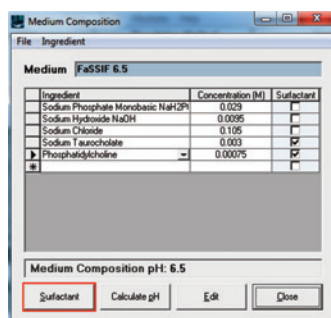 Medium Composition
File Ingredient
Medium FaSSIF 6.5
Ingredient Concentration (M) Surfactant
Sodium Phosphate Monobasic NaH2P
Sodium Hydroxide NaOH 0.0095
Sodium Chloride 0.105
Sodium Taurocholate 0.003
Phosphatidylcholine 0.00075
Medium Composition pH: 6.5
Surfactant Calculate pH Edit Close